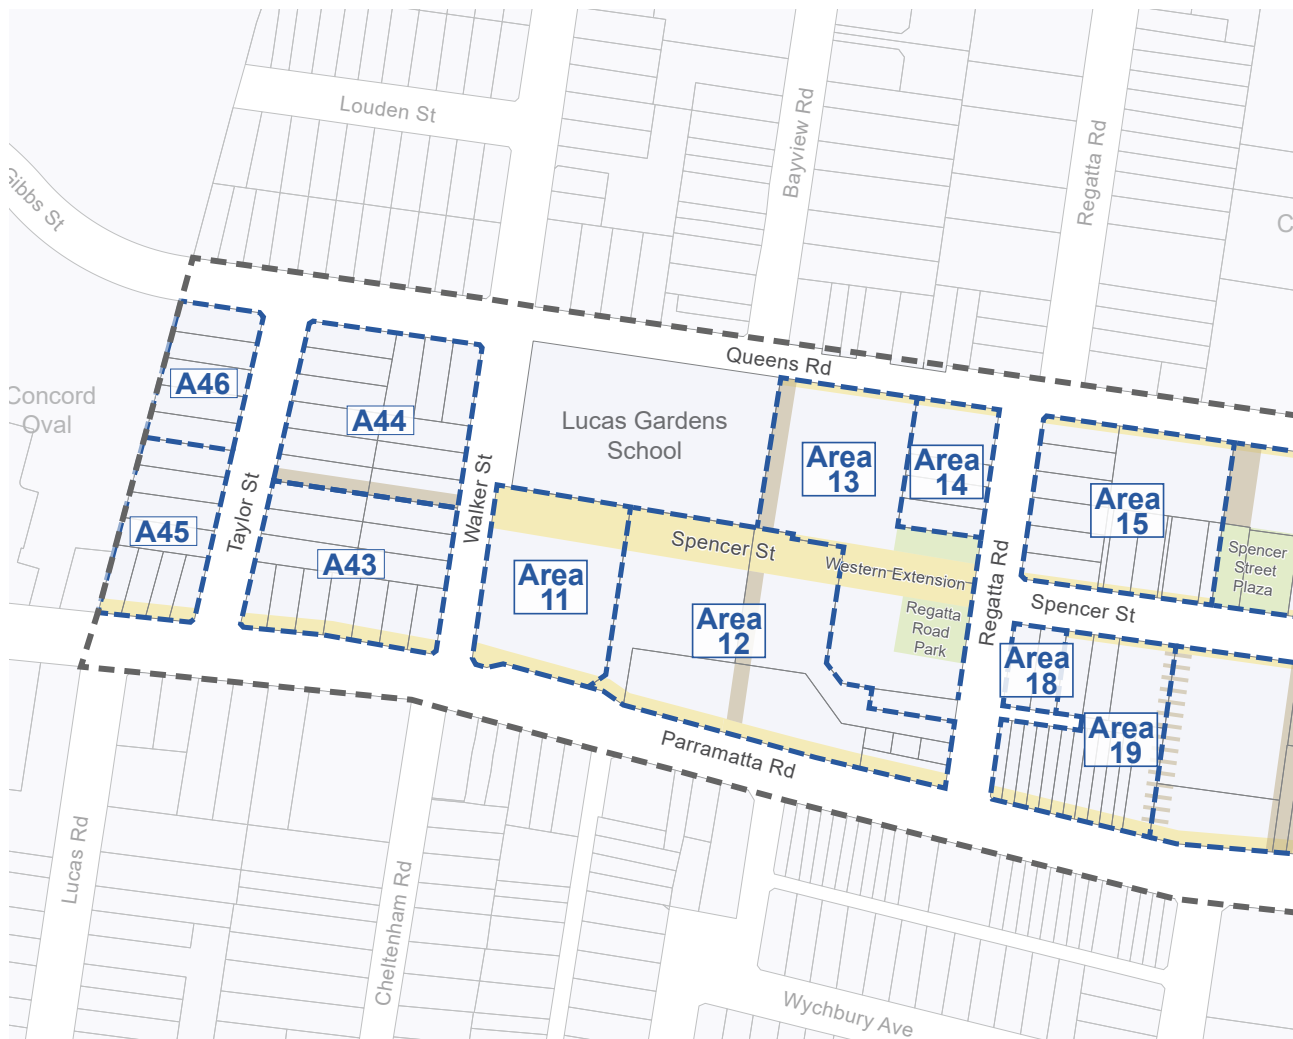 Louden St
Bayview Rd
Regatta Rd
Gibbs St
C
Queens Rd
Concord
Oval
A46
A44
Lucas Gardens
School
Area
13
Area
14
Area
15
Walker St
Taylor St
A45
A43
Area
11
Spencer St
Western Extension
Area
12
Regatta
Road
Park
Regatta Rd
Spencer
Street
Plaza
Spencer St
Area
18
Area
19
Parramatta Rd
Lucas Rd
Cheltenham Rd
Wychbury Ave